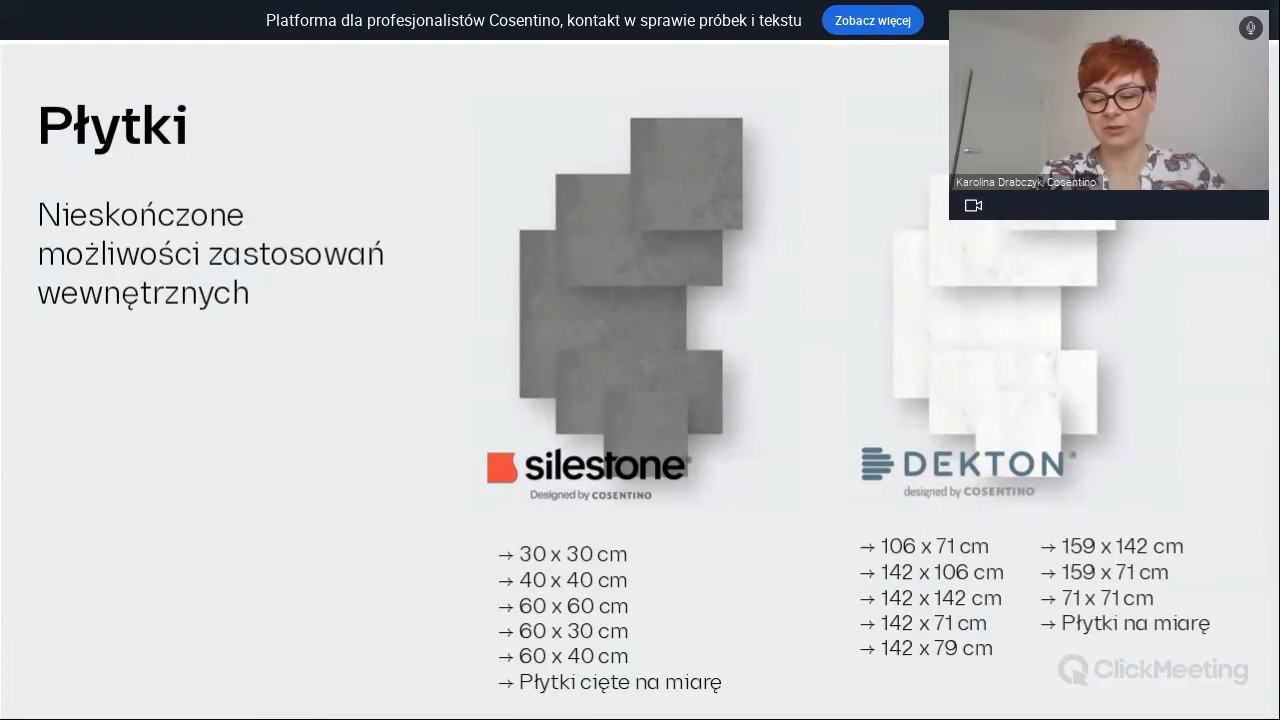 Platforma dla profesjonalistów Cosentino, kontakt w sprawie próbek i tekstu
Zobacz więcej
Karolina Drabczyk, Cosentino
Płytki
Nieskończone
możliwości zastosowań
wewnętrznych
silestone®
Designed by COSENTINO
→ 30 x 30 cm
→ 40 x 40 cm
→ 60 x 60 cm
→ 60 x 30 cm
→ 60 x 40 cm
→ Płytki cięte na miarę
DEKTON®
designed by COSENTINO
→ 106 x 71 cm
→ 142 x 106 cm
→ 142 x 142 cm
→ 142 x 71 cm
→ 142 x 79 cm
→ 159 x 142 cm
→ 159 x 71 cm
→ 71 x 71 cm
→ Płytki na miarę
ClickMeeting